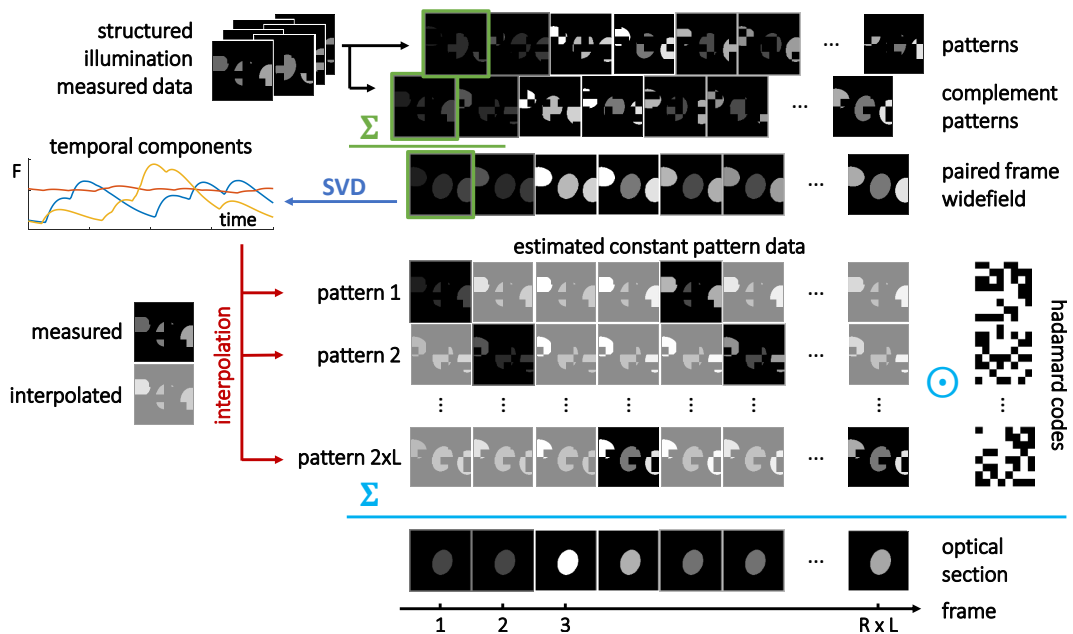 structured
illumination
measured data
patterns
complement
patterns
Σ
temporal components
F
time
SVD
paired frame
widefield
estimated constant pattern data
pattern 1
pattern 2
pattern 2xL
...
measured
interpolated
interpolation
hadamard codes
Σ
optical
section
frame
1
2
3
R x L